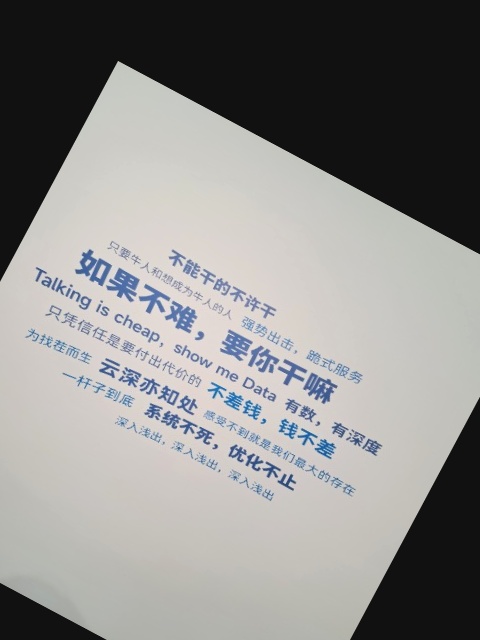 不能干的不许干
只要牛人和想成为牛人的人 强势出击，跪式服务
如果不难，要你干嘛
Talking is cheap, show me Data 有数，有深度
只凭信任是要付出代价的 不差钱，钱不差
为找茬而生 云深亦知处 感受不到就是我们最大的存在
一杆子到底 系统不死，优化不止
深入浅出，深入浅出，深入浅出